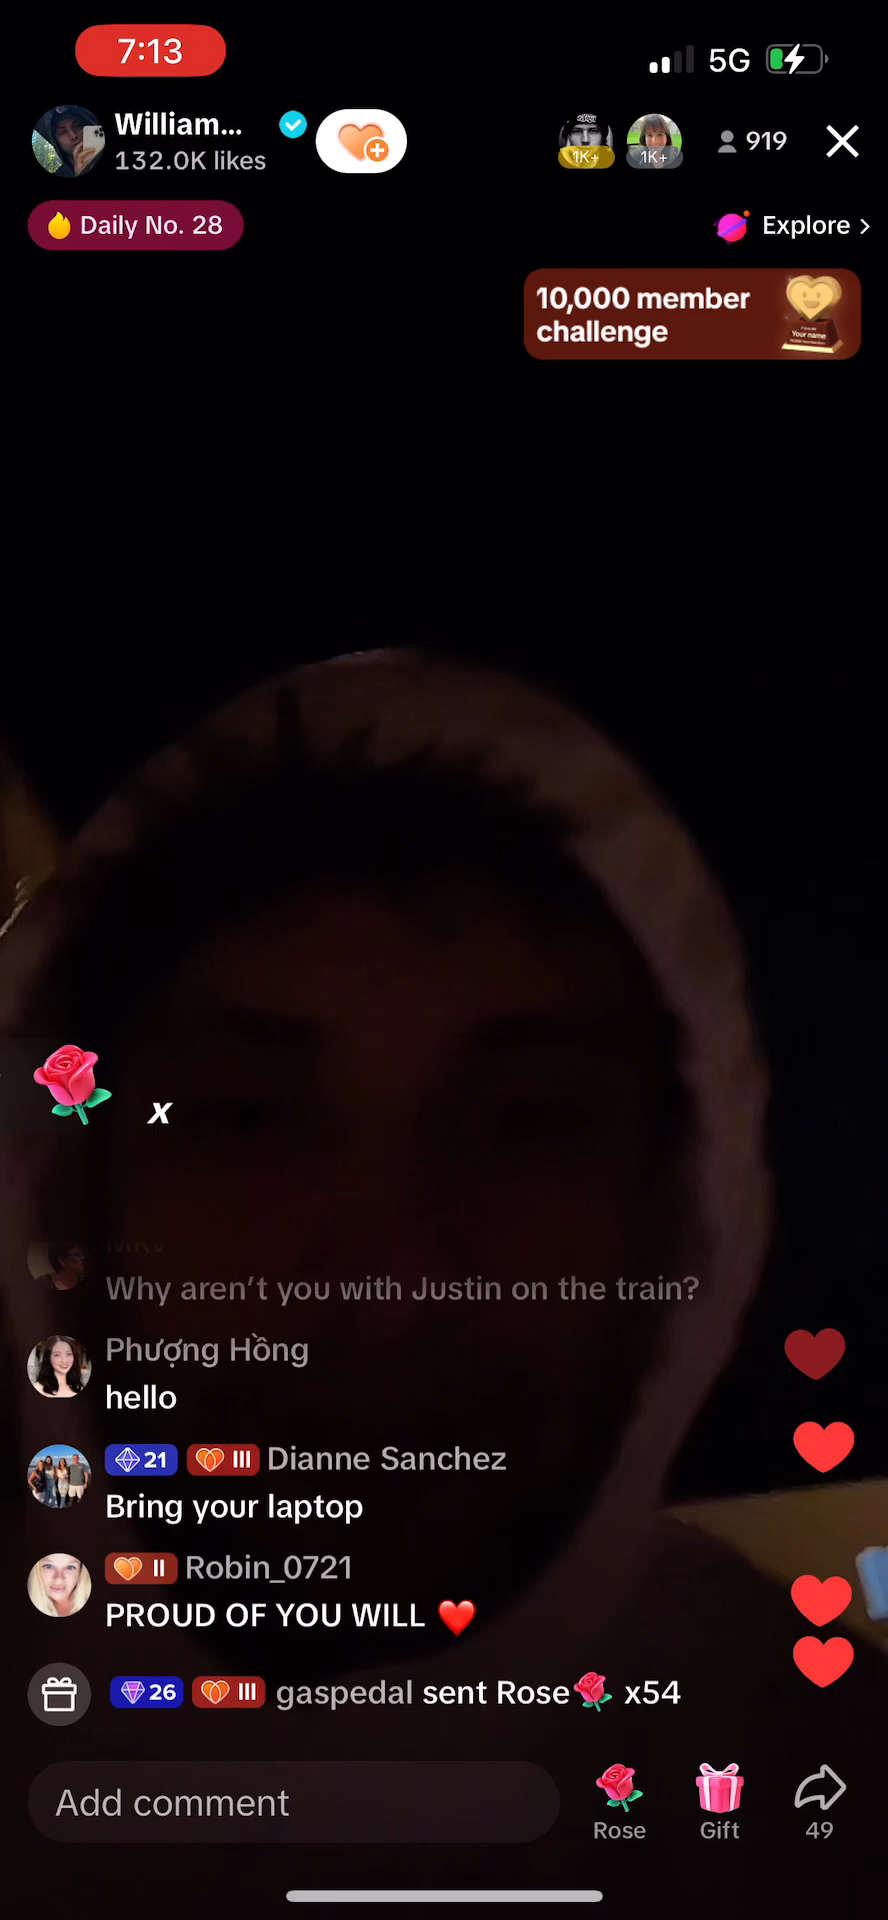 7:13
5G
William...
132.0K likes
1K+
1K+
919
Daily No. 28
Explore >
10,000 member
challenge
Your name
x
Why aren't you with Justin on the train?
Phượng Hồng
hello
21 III Dianne Sanchez
Bring your laptop
II Robin_0721
PROUD OF YOU WILL ❤️
26 III gaspedal sent Rose🌹 x54
Add comment
Rose
Gift
49